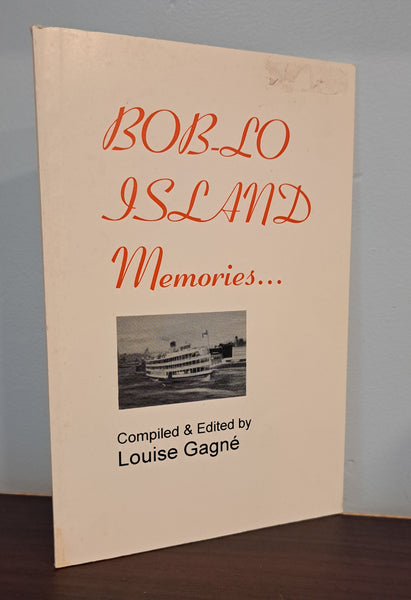 BOB-LO
ISLAND
Memories...
Compiled & Edited by
Louise Gagné